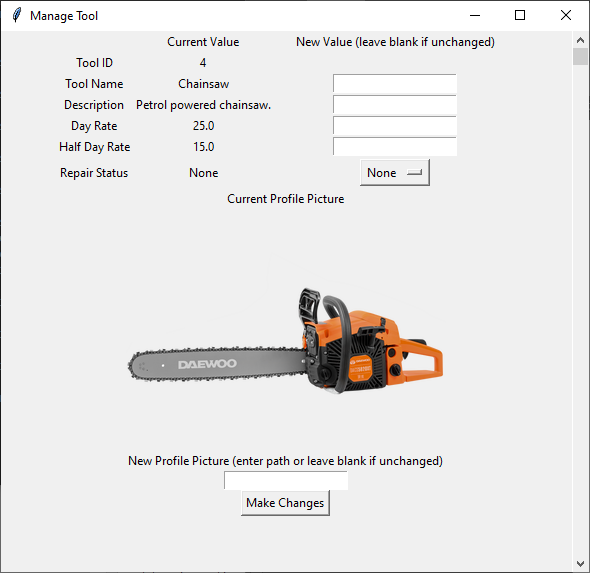 Manage Tool
Current Value New Value (leave blank if unchanged)
Tool ID 4
Tool Name Chainsaw
Description Petrol powered chainsaw.
Day Rate 25.0
Half Day Rate 15.0
Repair Status None None
Current Profile Picture
DAEWOO
New Profile Picture (enter path or leave blank if unchanged)
Make Changes